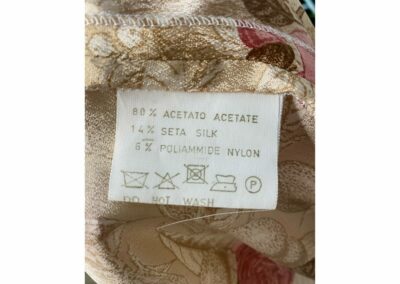 80% ACETATO ACETATE
14% SETA SILK
6% POLIAMMIDE NYLON
P
DO NOT WASH